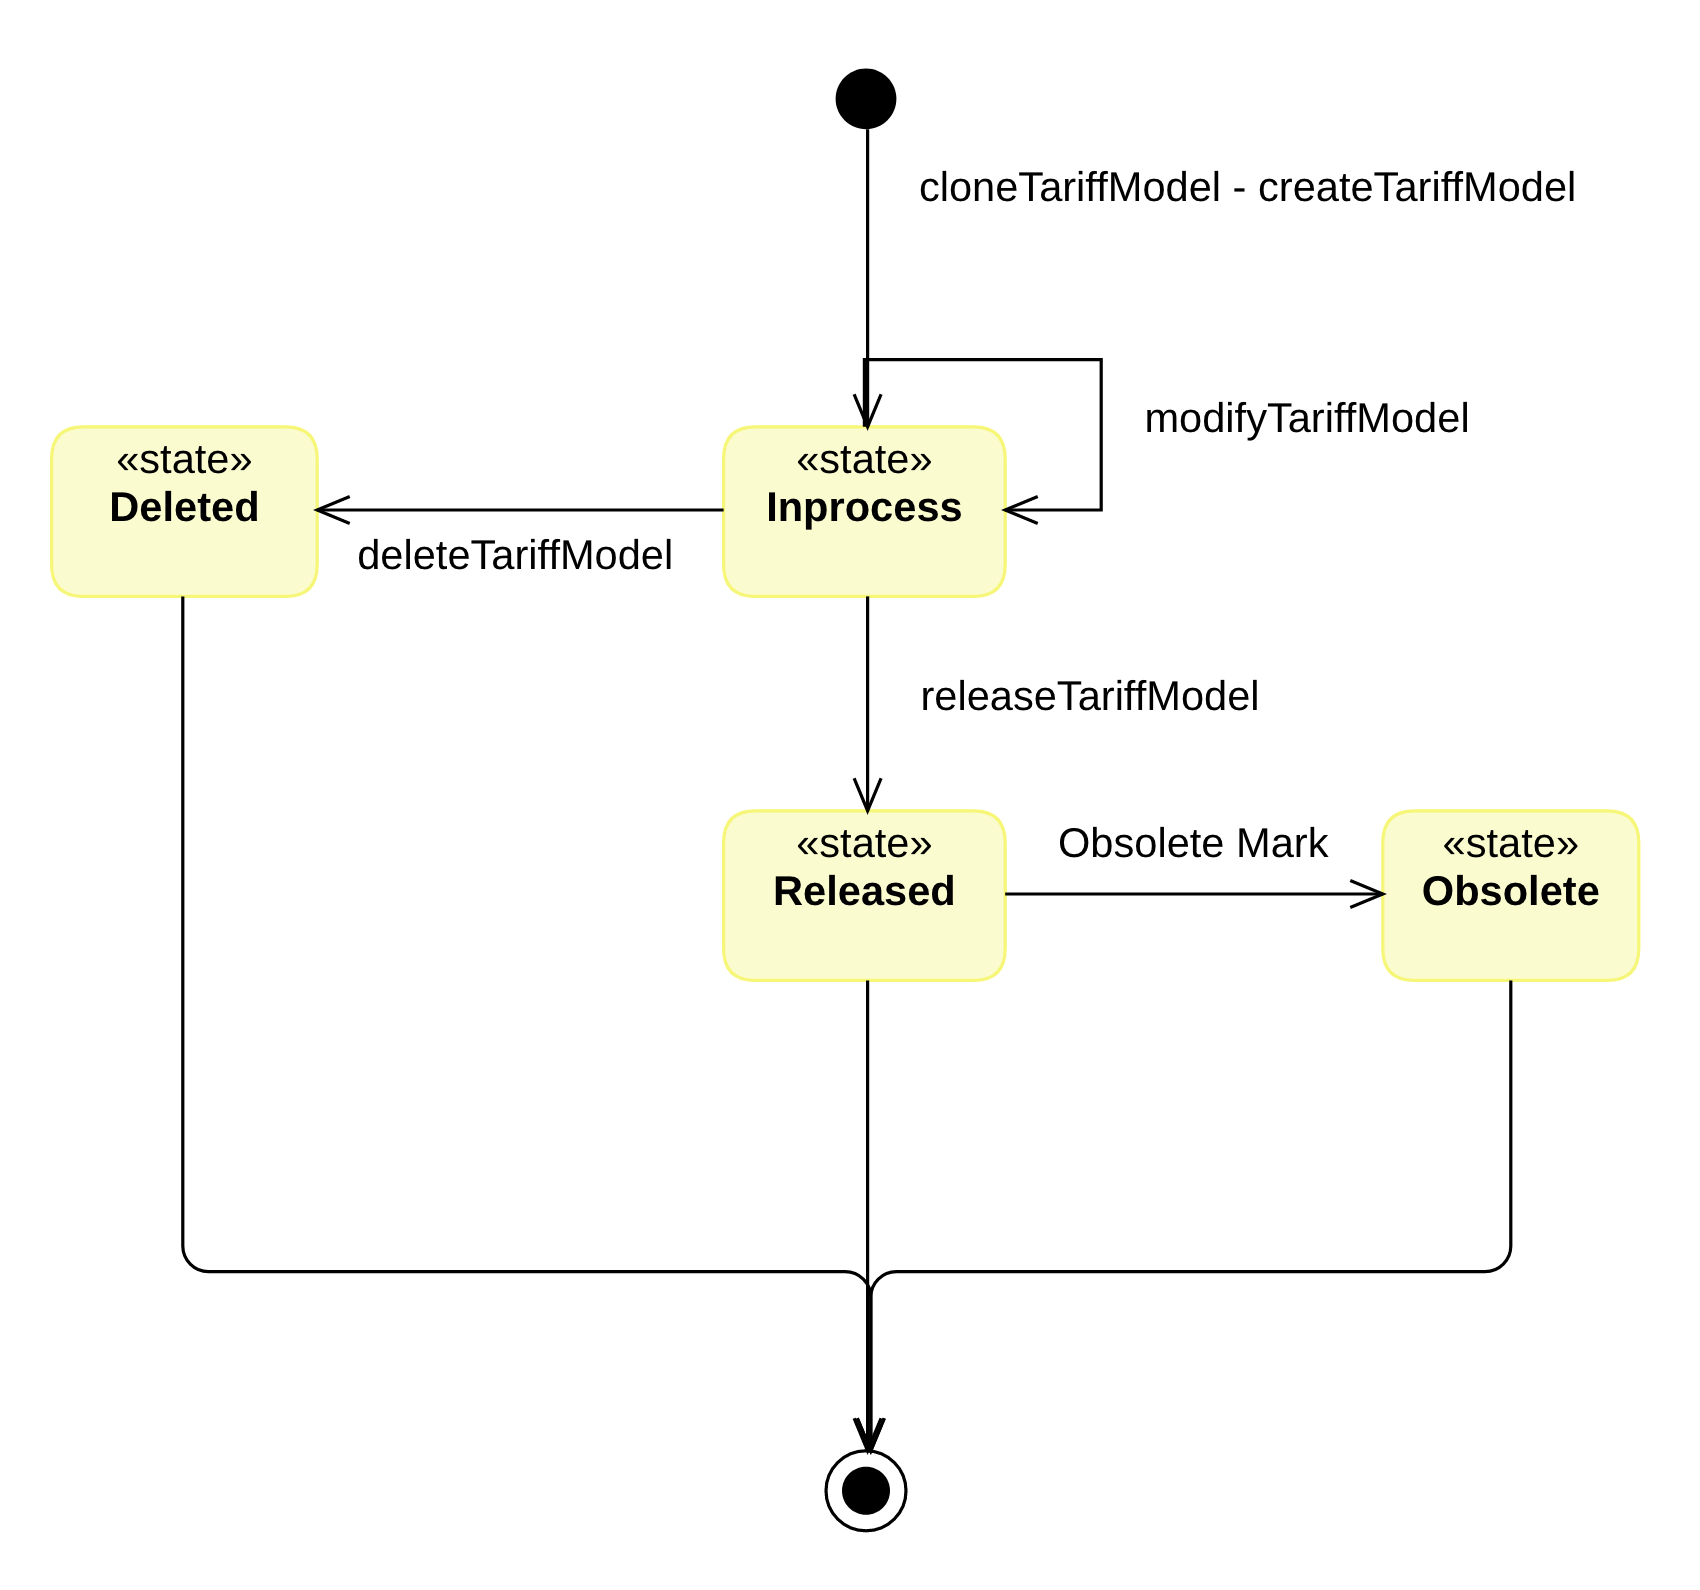 cloneTariffModel - createTariffModel
modifyTariffModel
«state»
Deleted
«state»
Inprocess
deleteTariffModel
releaseTariffModel
«state»
Released
Obsolete Mark
«state»
Obsolete